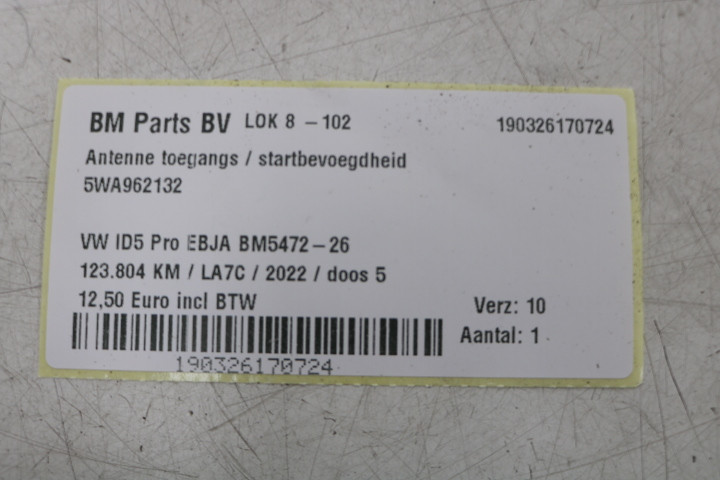 BM Parts BV LOK 8 - 102 190326170724
Antenne toegangs / startbevoegdheid
5WA962132
VW ID5 Pro EBJA BM5472-26
123.804 KM / LA7C / 2022 / doos 5
12,50 Euro incl BTW
Verz: 10
Aantal: 1
190326170724